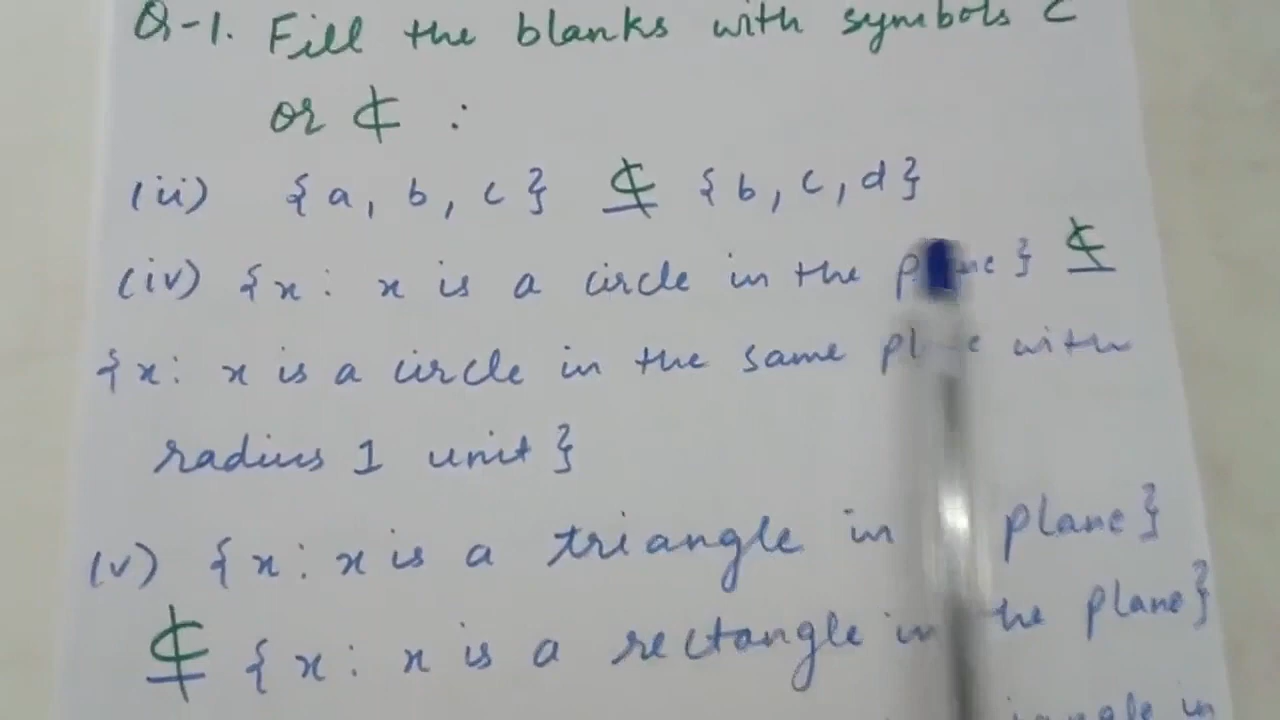 Q-1. Fill the blanks with symbols ⊂
or ⊄ :
(ii) {a, b, c} ⊄ {b, c, d}
(iv) {x : x is a circle in the plane} ⊄
{x : x is a circle in the same plane with
radius 1 unit}
(v) {x : x is a triangle in plane}
⊄ {x : x is a rectangle in the plane}
in